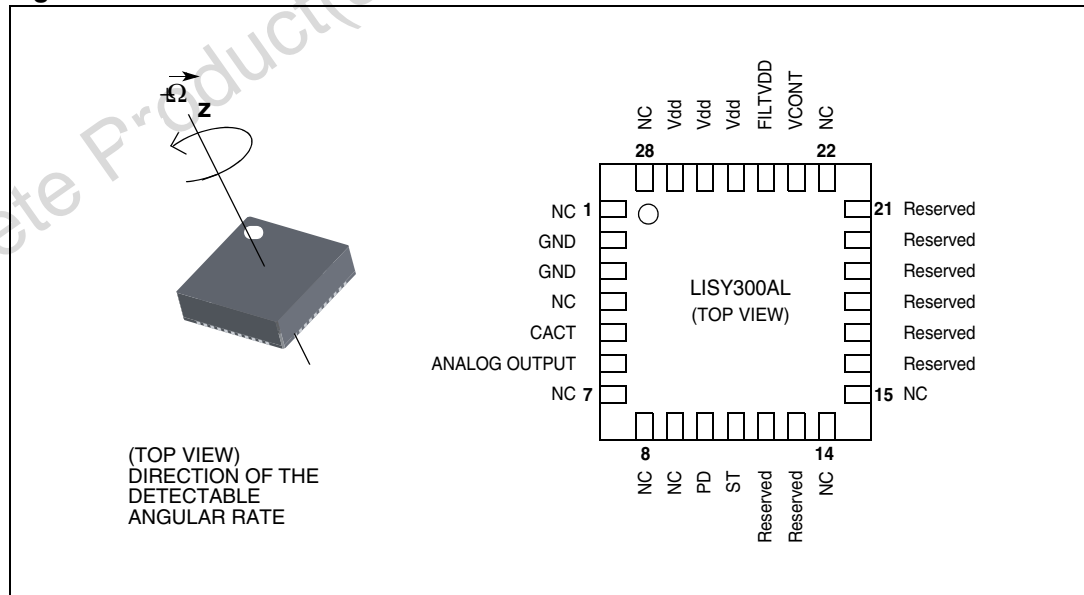 +Ω
Z
(TOP VIEW)
DIRECTION OF THE
DETECTABLE
ANGULAR RATE
NC
Vdd
Vdd
Vdd
FILTVDD
VCONT
NC
28
22
NC 1
GND
GND
NC
CACT
ANALOG OUTPUT
NC 7
LISY300AL
(TOP VIEW)
21 Reserved
Reserved
Reserved
Reserved
Reserved
Reserved
15 NC
8
14
NC
NC
PD
ST
Reserved
Reserved
NC